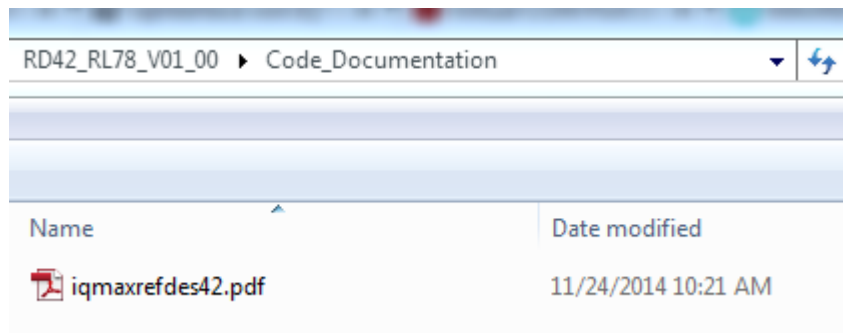 RD42_RL78_V01_00 Code_Documentation
Name Date modified
iqmaxrefdes42.pdf 11/24/2014 10:21 AM